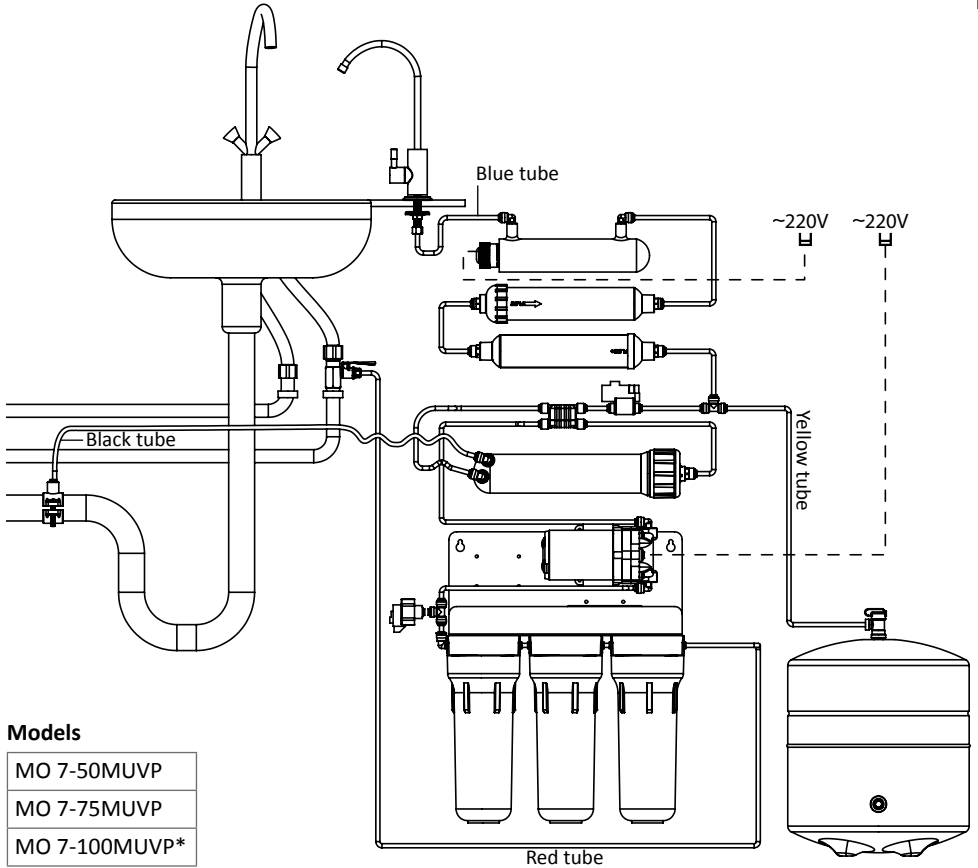 Blue tube
~220V ~220V
Black tube
Yellow tube
Models
MO 7-50MUVP
MO 7-75MUVP
MO 7-100MUVP*
Red tube